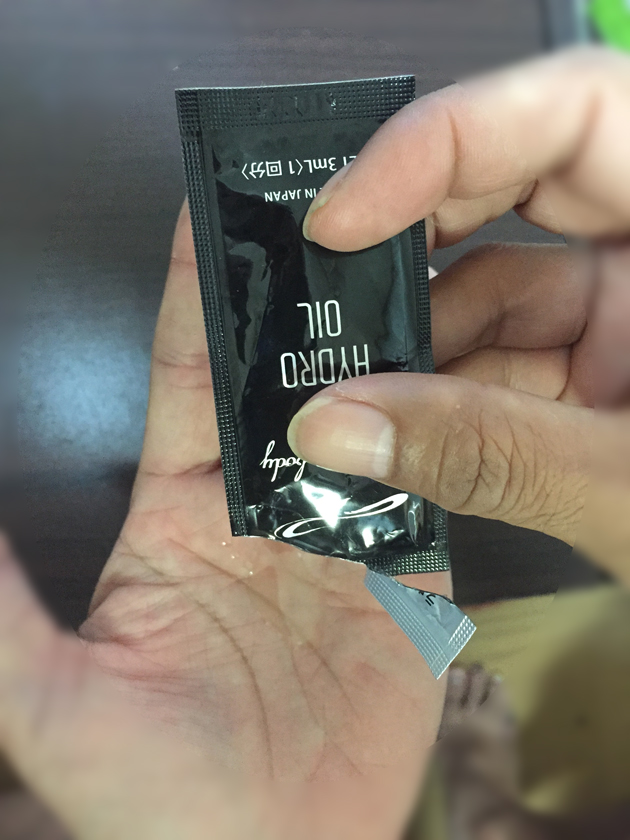 body
HYDRO
OIL
IN JAPAN
3mL〈1回分〉